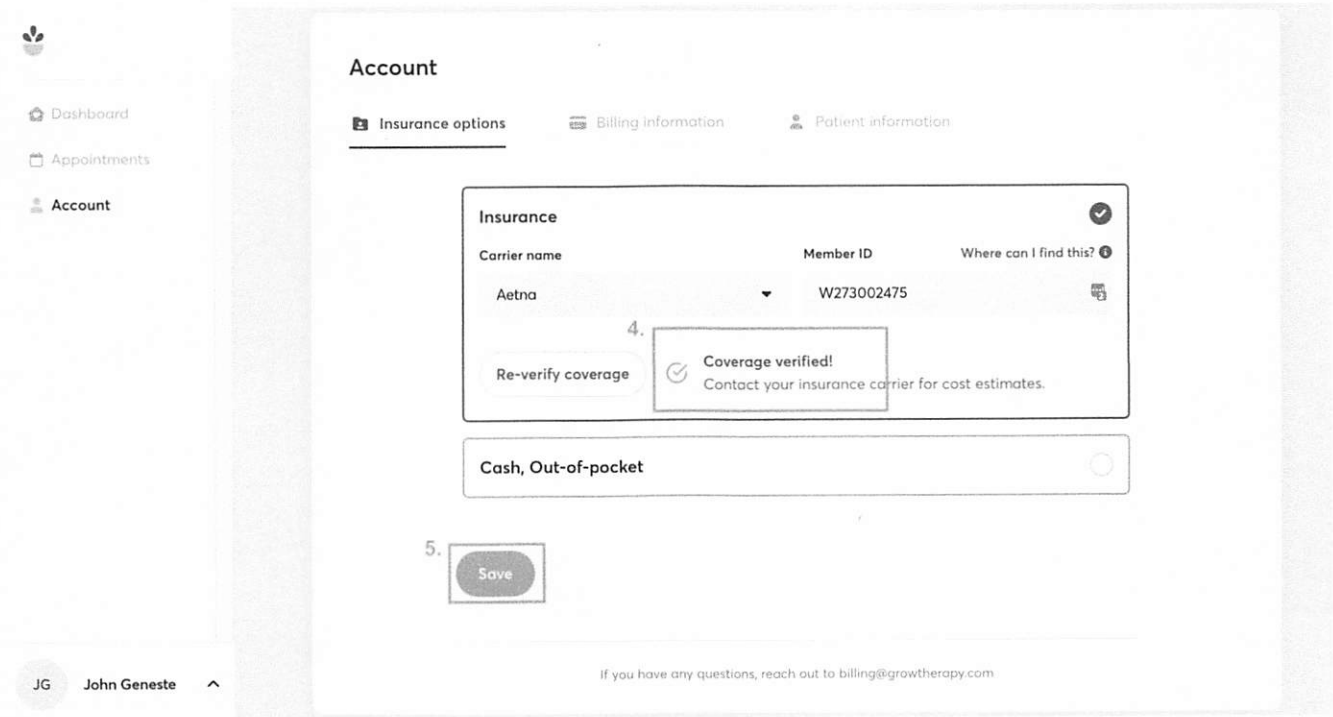 Account
Dashboard
Appointments
Account
Insurance options
Billing information
Patient information
Insurance
Carrier name
Member ID
Where can I find this?
Aetna
W273002475
4.
Re-verify coverage
Coverage verified!
Contact your insurance carrier for cost estimates.
Cash, Out-of-pocket
5.
Save
If you have any questions, reach out to billing@growtherapy.com
JG
John Geneste